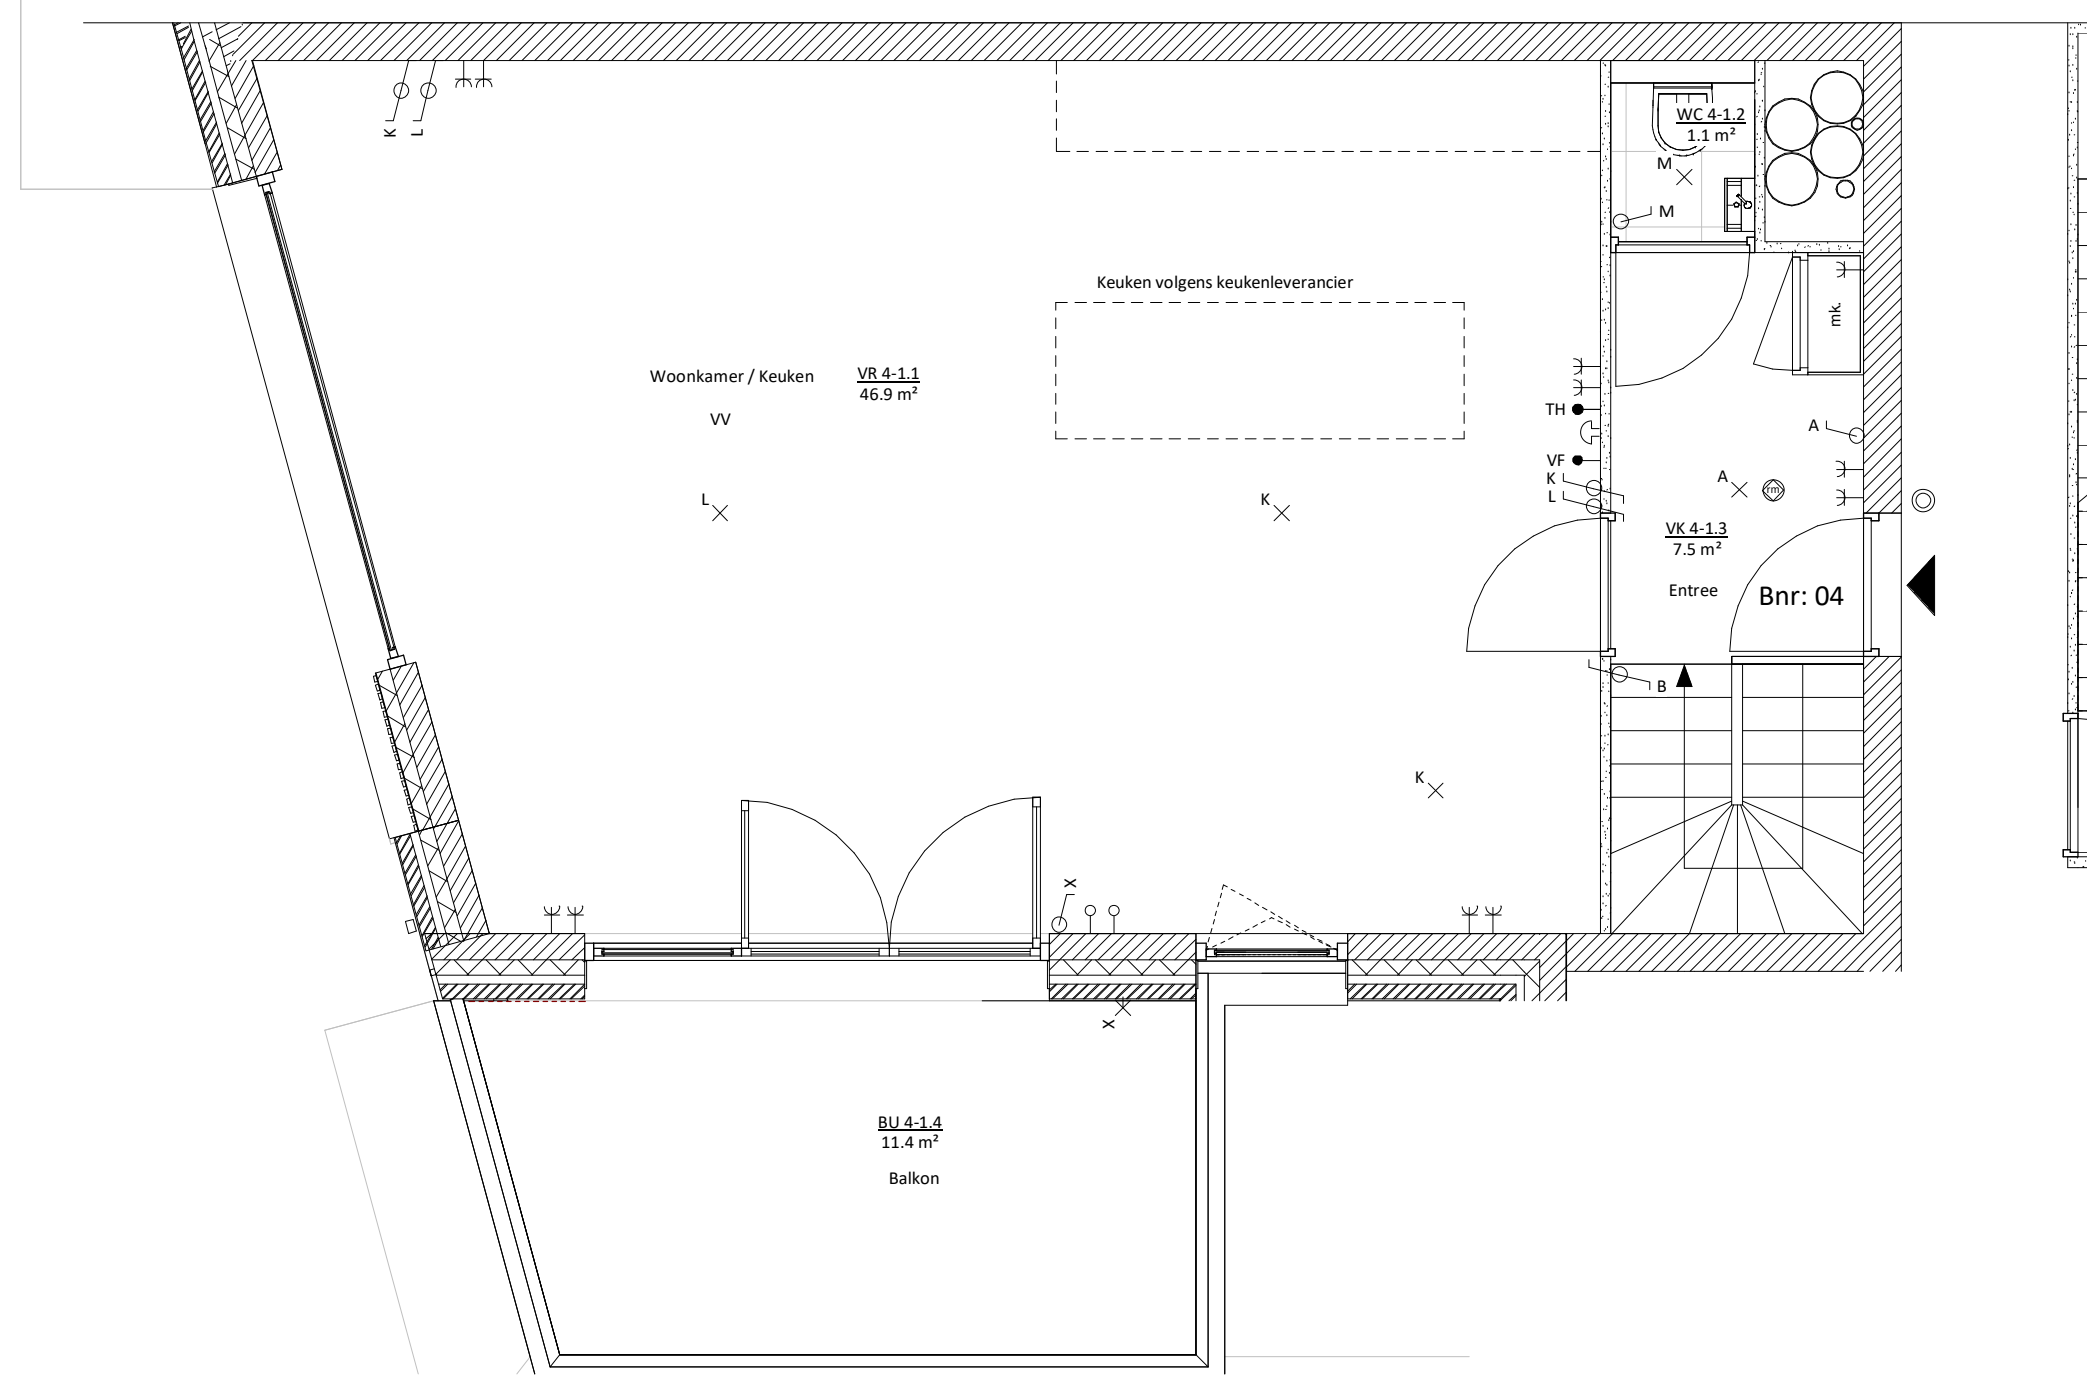 K
L
WC 4-1.2
1.1 m²
M
M
Keuken volgens keukenleverancier
mk.
Woonkamer / Keuken
VR 4-1.1
46.9 m²
VV
TH
A
VF
K
L
A
rm
L
K
VK 4-1.3
7.5 m²
Entree
Bnr: 04
B
K
X
X
BU 4-1.4
11.4 m²
Balkon